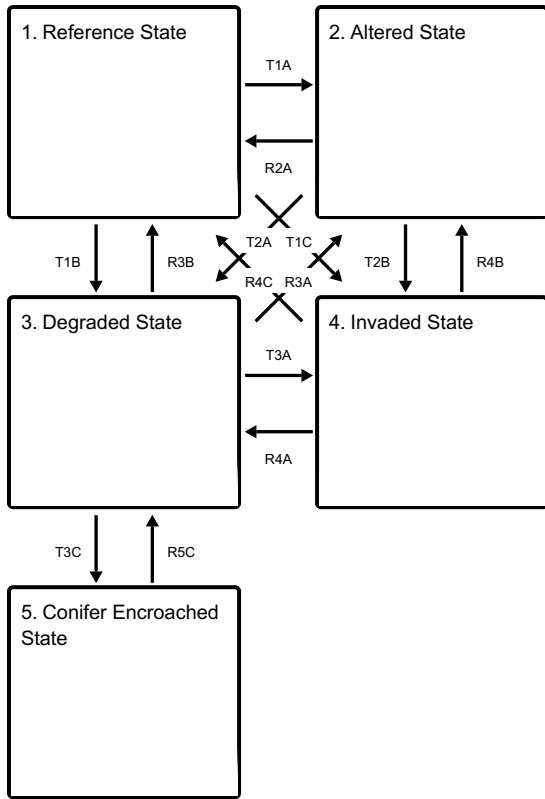 1. Reference State
2. Altered State
T1A
R2A
T2A
T1C
T1B
R3B
T2B
R4B
R4C
R3A
3. Degraded State
4. Invaded State
T3A
R4A
T3C
R5C
5. Conifer Encroached
State